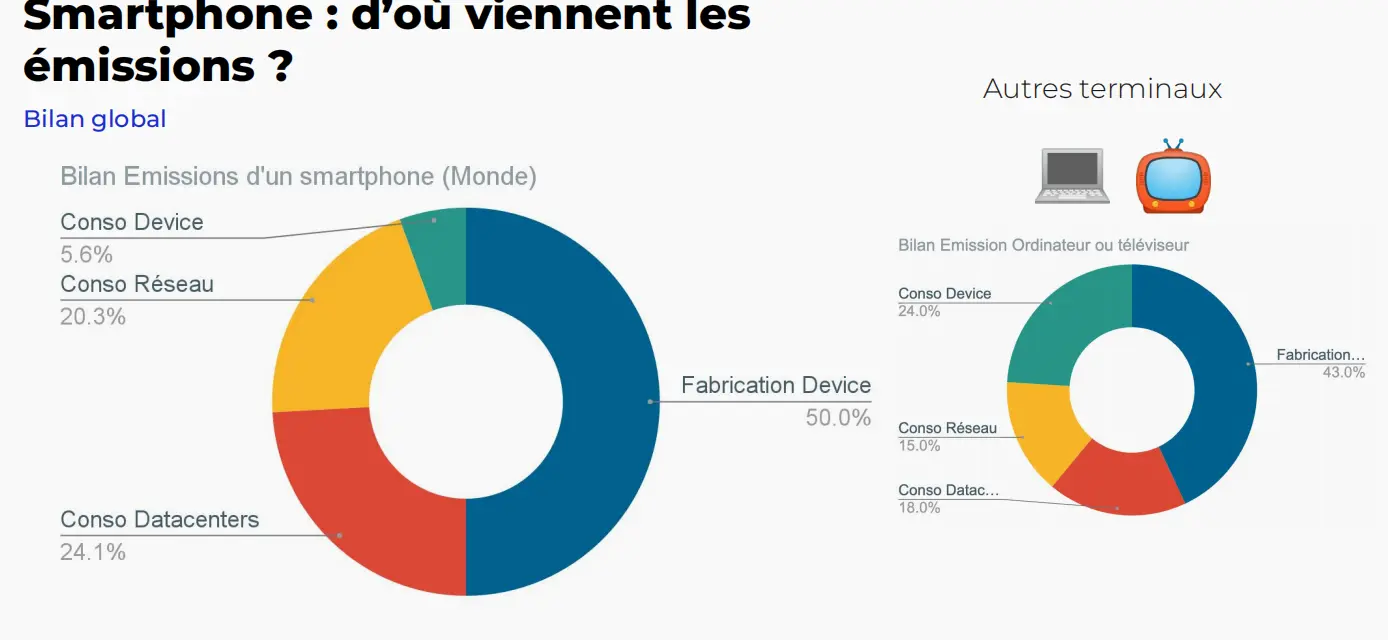 Smartphone : d’où viennent les
émissions ?
Bilan global
Bilan Emissions d'un smartphone (Monde)
Conso Device
5.6%
Conso Réseau
20.3%
Fabrication Device
50.0%
Conso Datacenters
24.1%
Autres terminaux
Bilan Emission Ordinateur ou téléviseur
Conso Device
24.0%
Fabrication…
43.0%
Conso Réseau
15.0%
Conso Datac…
18.0%